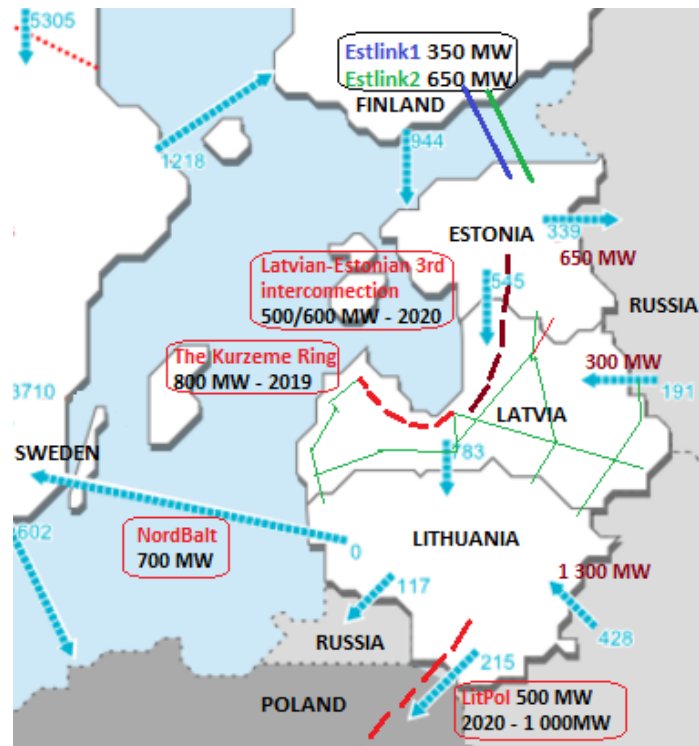 5305
Estlink1 350 MW
Estlink2 650 MW
FINLAND
944
1218
ESTONIA
339
650 MW
Latvian-Estonian 3rd
interconnection
500/600 MW - 2020
545
RUSSIA
The Kurzeme Ring
800 MW - 2019
300 MW
191
3710
LATVIA
SWEDEN
783
602
NordBalt
700 MW
0
LITHUANIA
1 300 MW
117
428
RUSSIA
215
POLAND
LitPol 500 MW
2020 - 1 000MW